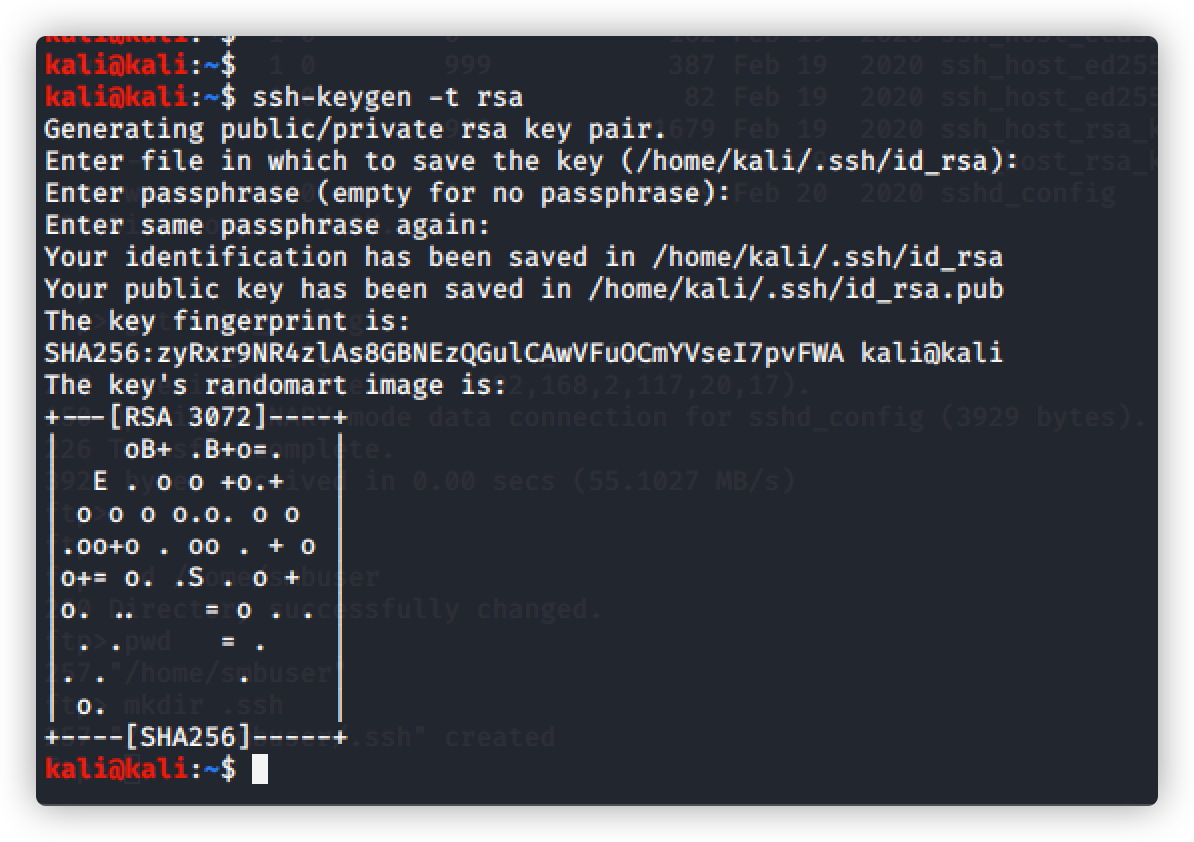 kali@kali:~$
kali@kali:~$
kali@kali:~$ ssh-keygen -t rsa
Generating public/private rsa key pair.
Enter file in which to save the key (/home/kali/.ssh/id_rsa):
Enter passphrase (empty for no passphrase):
Enter same passphrase again:
Your identification has been saved in /home/kali/.ssh/id_rsa
Your public key has been saved in /home/kali/.ssh/id_rsa.pub
The key fingerprint is:
SHA256:zyRxr9NR4zlAs8GBNEzQGulCAwVFuOCmYVseI7pvFWA kali@kali
The key's randomart image is:
+---[RSA 3072]----+
|    oB+ .B+o=.   |
|  E . o o +o.+   |
| o o o o.o. o o  |
|.oo+o . oo . + o |
|o+= o. .S . o +  |
|o. ..    = o . . |
| . .      = .    |
|. .        .     |
| o.              |
+----[SHA256]-----+
kali@kali:~$